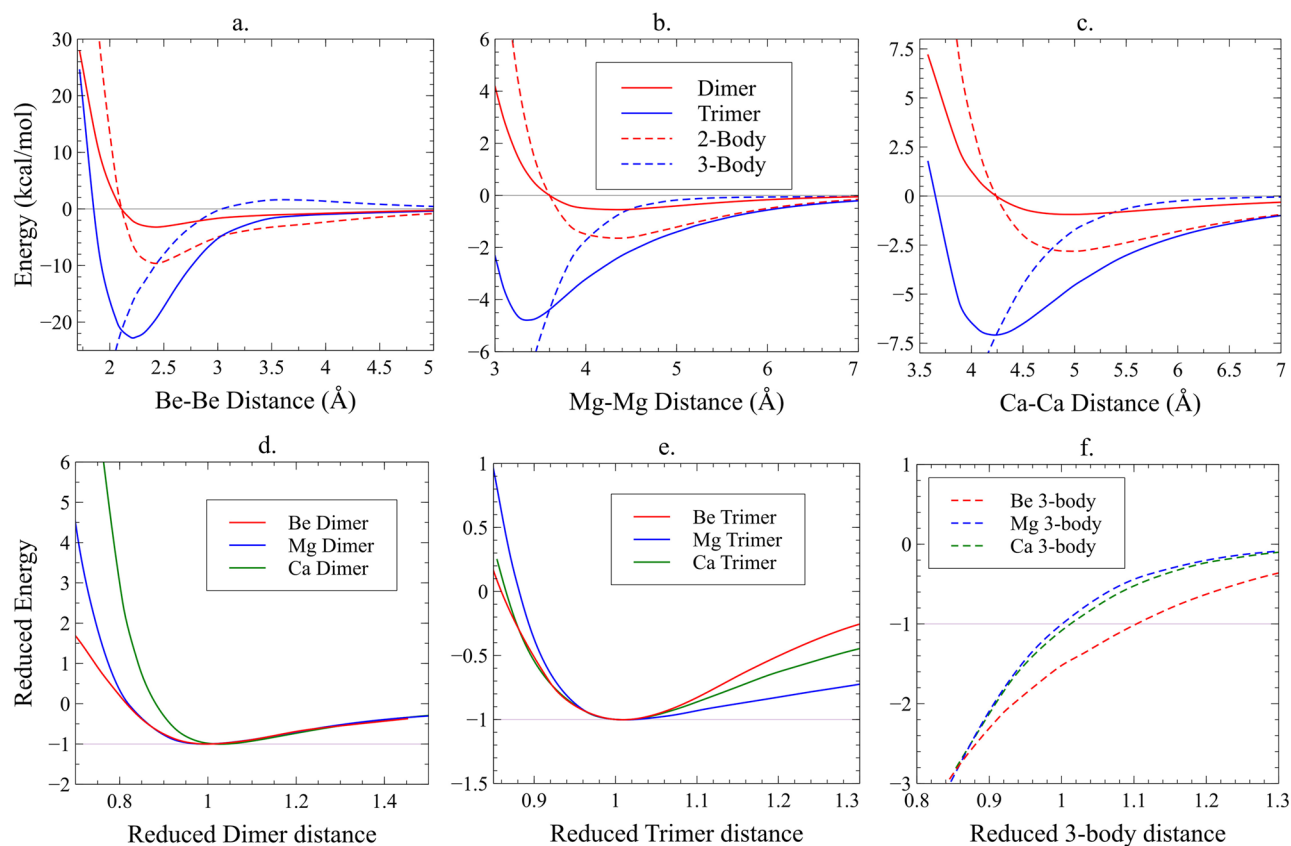 a.
b.
c.
30
20
10
0
−10
−20
Energy (kcal/mol)
2
2.5
3
3.5
4
4.5
5
Be-Be Distance (Å)
6
4
2
0
−2
−4
−6
Dimer
Trimer
2-Body
3-Body
3
4
5
6
7
Mg-Mg Distance (Å)
7.5
5
2.5
0
−2.5
−5
−7.5
3.5
4
4.5
5
5.5
6
6.5
7
Ca-Ca Distance (Å)
d.
e.
f.
6
5
4
3
2
1
0
−1
−2
Reduced Energy
Be Dimer
Mg Dimer
Ca Dimer
0.8
1
1.2
1.4
Reduced Dimer distance
1
0.5
0
−0.5
−1
−1.5
Be Trimer
Mg Trimer
Ca Trimer
0.9
1
1.1
1.2
1.3
Reduced Trimer distance
1
0
−1
−2
−3
Be 3-body
Mg 3-body
Ca 3-body
0.8
0.9
1
1.1
1.2
1.3
Reduced 3-body distance